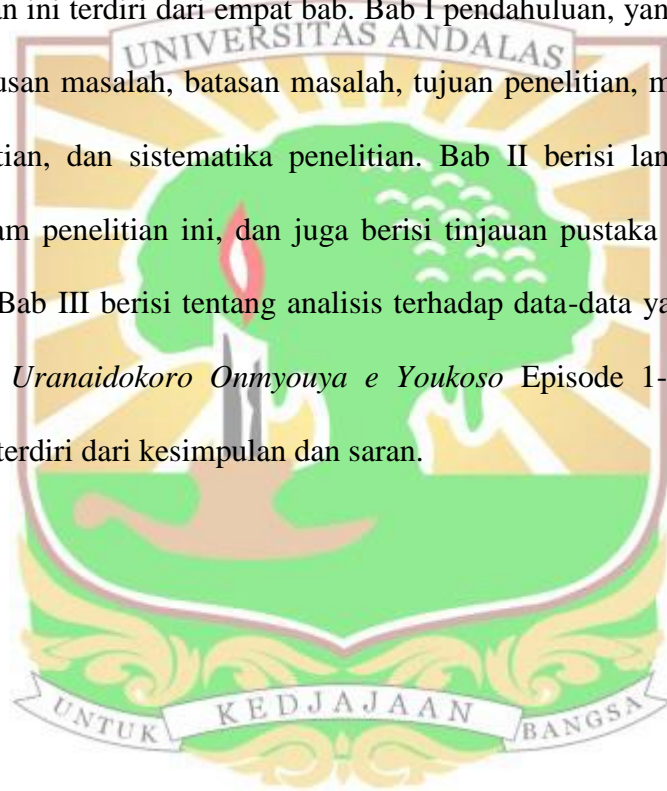 an ini terdiri dari empat bab. Bab I pendahuluan, yan
UNIVERSITAS ANDALAS
usan masalah, batasan masalah, tujuan penelitian, m
tian, dan sistematika penelitian. Bab II berisi lan
am penelitian ini, dan juga berisi tinjauan pustaka
Bab III berisi tentang analisis terhadap data-data ya
Uranaidokoro Onmyouya e Youkoso Episode 1-
terdiri dari kesimpulan dan saran.
UNTUK KEDJAJAAN BANGSA